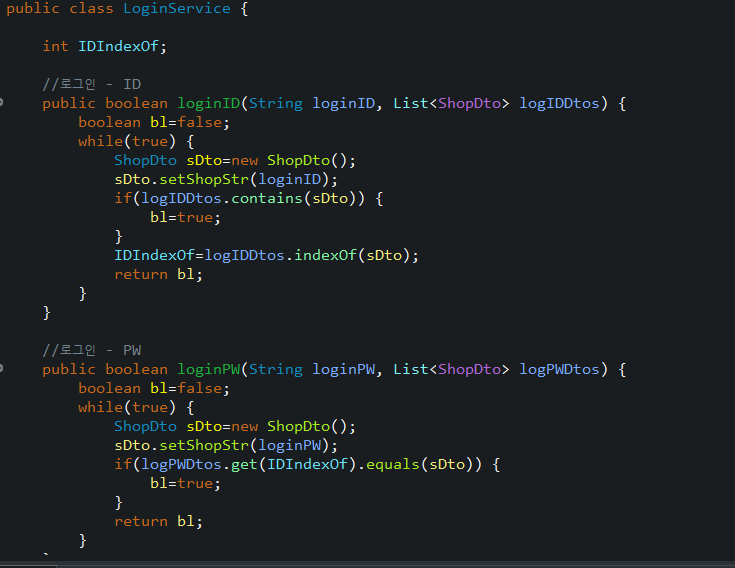 public class LoginService {
int IDIndexOf;
//로그인 - ID
public boolean loginID(String loginID, List<ShopDto> logIDDtos) {
boolean bl=false;
while(true) {
ShopDto sDto=new ShopDto();
sDto.setShopStr(loginID);
if(logIDDtos.contains(sDto)) {
bl=true;
}
IDIndexOf=logIDDtos.indexOf(sDto);
return bl;
}
}
//로그인 - PW
public boolean loginPW(String loginPW, List<ShopDto> logPWDtos) {
boolean bl=false;
while(true) {
ShopDto sDto=new ShopDto();
sDto.setShopStr(loginPW);
if(logPWDtos.get(IDIndexOf).equals(sDto)) {
bl=true;
}
return bl;
}